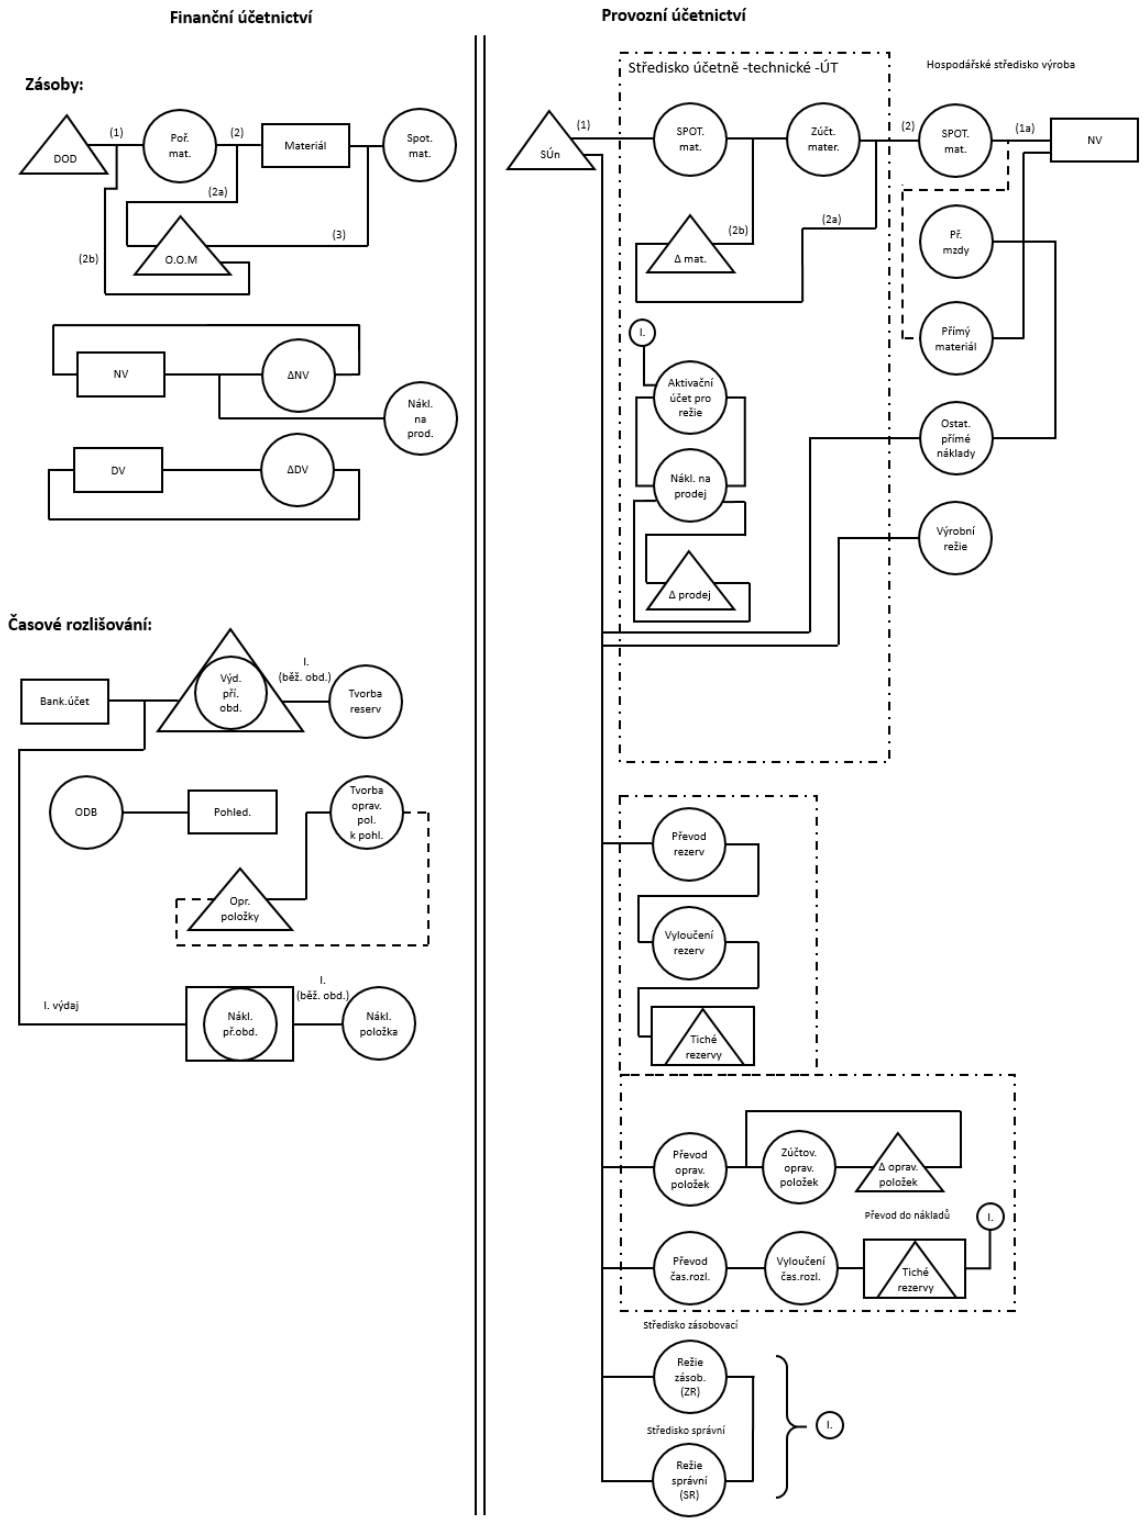 Finanční účetnictví
Zásoby:
DOD
(1)
Poř.
mat.
(2)
Materiál
Spot.
mat.
(2a)
(3)
(2b)
O.O.M
NV
ΔNV
Nákl.
na
prod.
DV
ΔDV
Časové rozlišování:
Bank.účet
Výd.
pří.
obd.
I.
(běž. obd.)
Tvorba
reserv
ODB
Pohled.
Tvorba
oprav.
pol.
k pohl.
Opr.
položky
I. výdaj
Nákl.
př.obd.
I.
(běž. obd.)
Nákl.
položka
Provozní účetnictví
Středisko účetně -technické -ÚT
Hospodářské středisko výroba
SÚn
(1)
SPOT.
mat.
Zúčt.
mater.
(2)
SPOT.
mat.
(1a)
NV
(2b)
(2a)
Δ mat.
Př.
mzdy
I.
Přímý
materiál
Aktivační
účet pro
režie
Ostat.
přímé
náklady
Nákl. na
prodej
Výrobní
režie
Δ prodej
Převod
rezerv
Vyloučení
rezerv
Tiché
rezervy
Převod
oprav.
položek
Zúčtov.
oprav.
položek
Δ oprav.
položek
Převod do nákladů
I.
Převod
čas.rozl.
Vyloučení
čas.rozl.
Tiché
rezervy
Středisko zásobovací
Režie
zásob.
(ZR)
I.
Středisko správní
Režie
správní
(SR)